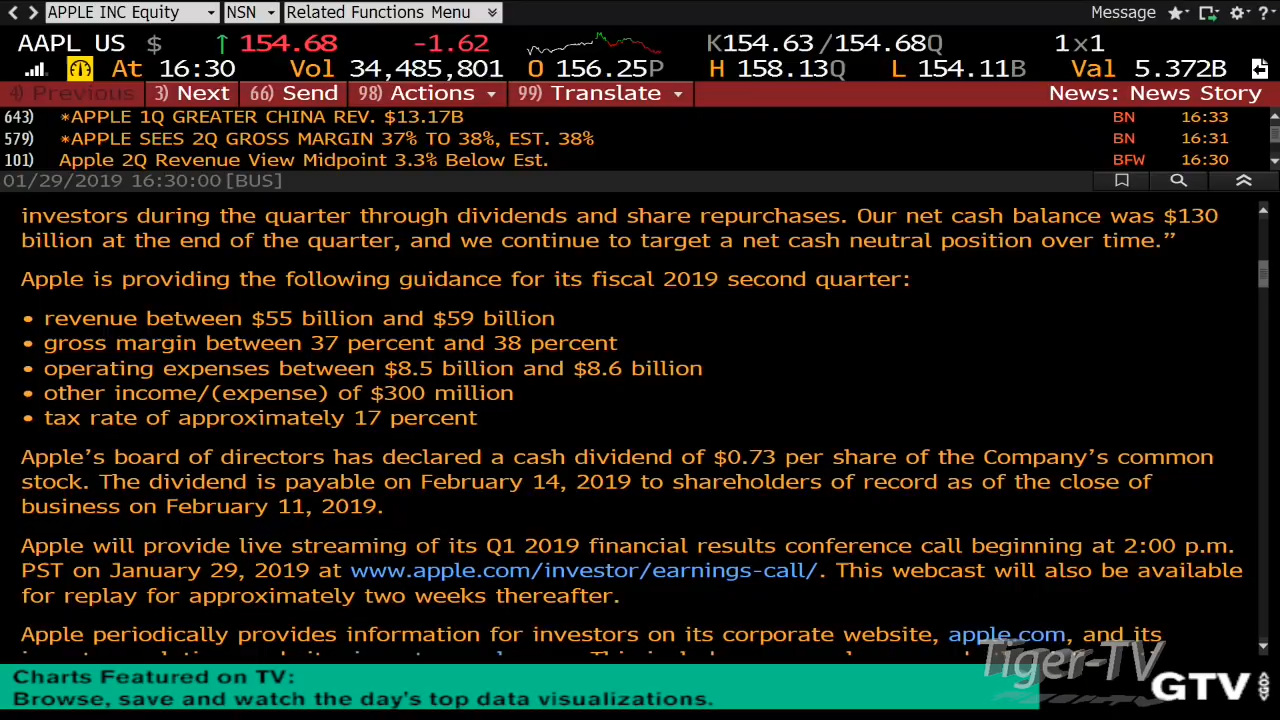 APPLE INC Equity NSN Related Functions Menu Message
AAPL US $ ↑ 154.68 -1.62 K154.63 /154.68Q 1x1
At 16:30 Vol 34,485,801 O 156.25P H 158.13Q L 154.11B Val 5.372B
4) Previous 3) Next 66) Send 98) Actions 99) Translate News: News Story
643) *APPLE 1Q GREATER CHINA REV. $13.17B BN 16:33
579) *APPLE SEES 2Q GROSS MARGIN 37% TO 38%, EST. 38% BN 16:31
101) Apple 2Q Revenue View Midpoint 3.3% Below Est. BFW 16:30
01/29/2019 16:30:00 [BUS]
investors during the quarter through dividends and share repurchases. Our net cash balance was $130
billion at the end of the quarter, and we continue to target a net cash neutral position over time.”
Apple is providing the following guidance for its fiscal 2019 second quarter:
• revenue between $55 billion and $59 billion
• gross margin between 37 percent and 38 percent
• operating expenses between $8.5 billion and $8.6 billion
• other income/(expense) of $300 million
• tax rate of approximately 17 percent
Apple’s board of directors has declared a cash dividend of $0.73 per share of the Company’s common
stock. The dividend is payable on February 14, 2019 to shareholders of record as of the close of
business on February 11, 2019.
Apple will provide live streaming of its Q1 2019 financial results conference call beginning at 2:00 p.m.
PST on January 29, 2019 at www.apple.com/investor/earnings-call/. This webcast will also be available
for replay for approximately two weeks thereafter.
Apple periodically provides information for investors on its corporate website, apple.com, and its
Charts Featured on TV:
Browse, save and watch the day's top data visualizations.
Tiger-TV
GTV